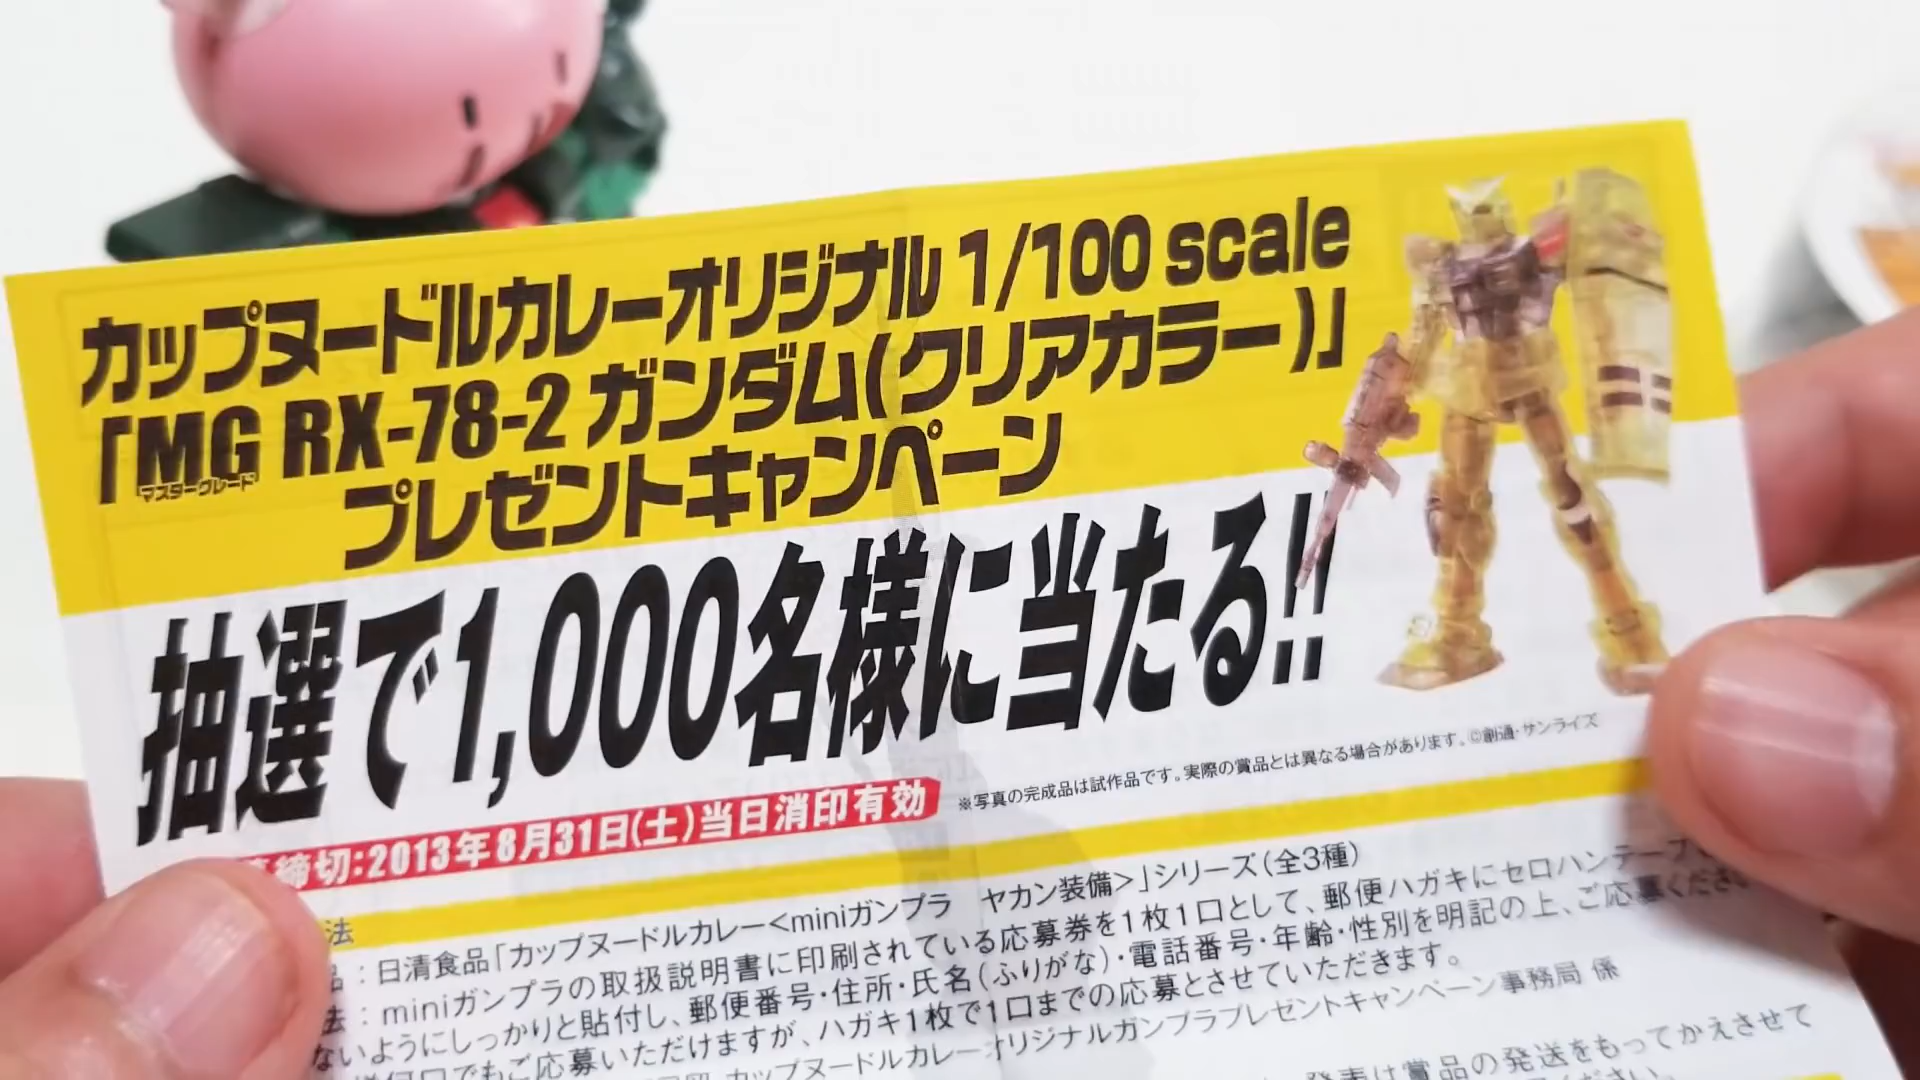 カップヌードルカレーオリジナル 1/100 scale
「MG RX-78-2 ガンダム(クリアカラー)」
マスターグレード
プレゼントキャンペーン
抽選で1,000名様に当たる!!
※写真の完成品は試作品です。実際の賞品とは異なる場合があります。©創通・サンライズ
締切:2013年8月31日(土)当日消印有効
法
:日清食品「カップヌードルカレー<miniガンプラ ヤカン装備>」シリーズ(全3種)
法:miniガンプラの取扱説明書に印刷されている応募券を1枚1口として、郵便ハガキにセロハンテープで
ないようにしっかりと貼付し、郵便番号・住所・氏名(ふりがな)・電話番号・年齢・性別を明記の上、ご応募くださ
何口でもご応募いただけますが、ハガキ1枚で1口までの応募とさせていただきます。
カップヌードルカレーオリジナルガンプラプレゼントキャンペーン事務局 係
発表は賞品の発送をもってかえさせて
ください。